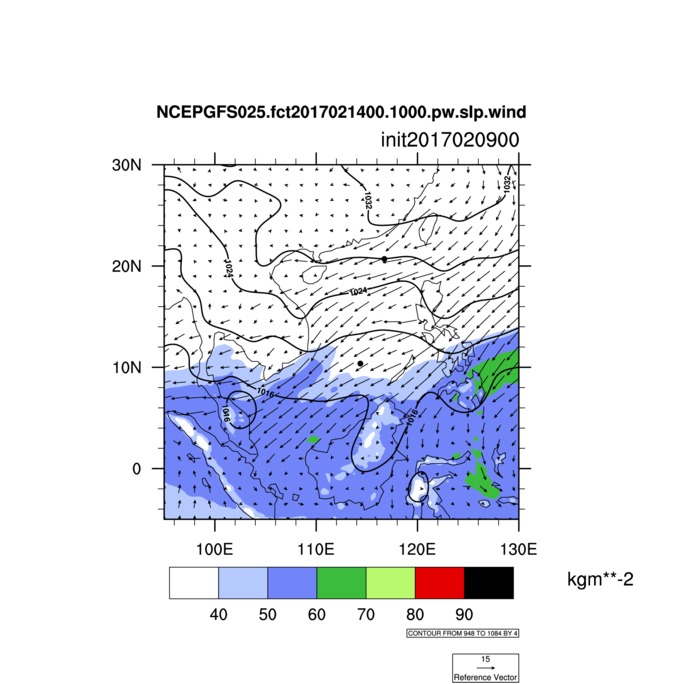 NCEPGFS025.fct2017021400.1000.pw.slp.wind
init2017020900
30N
20N
10N
0
1032
1032
1024
1024
1016
1016
1016
100E 110E 120E 130E
40 50 60 70 80 90
kgm**-2
CONTOUR FROM 948 TO 1084 BY 4
15
Reference Vector